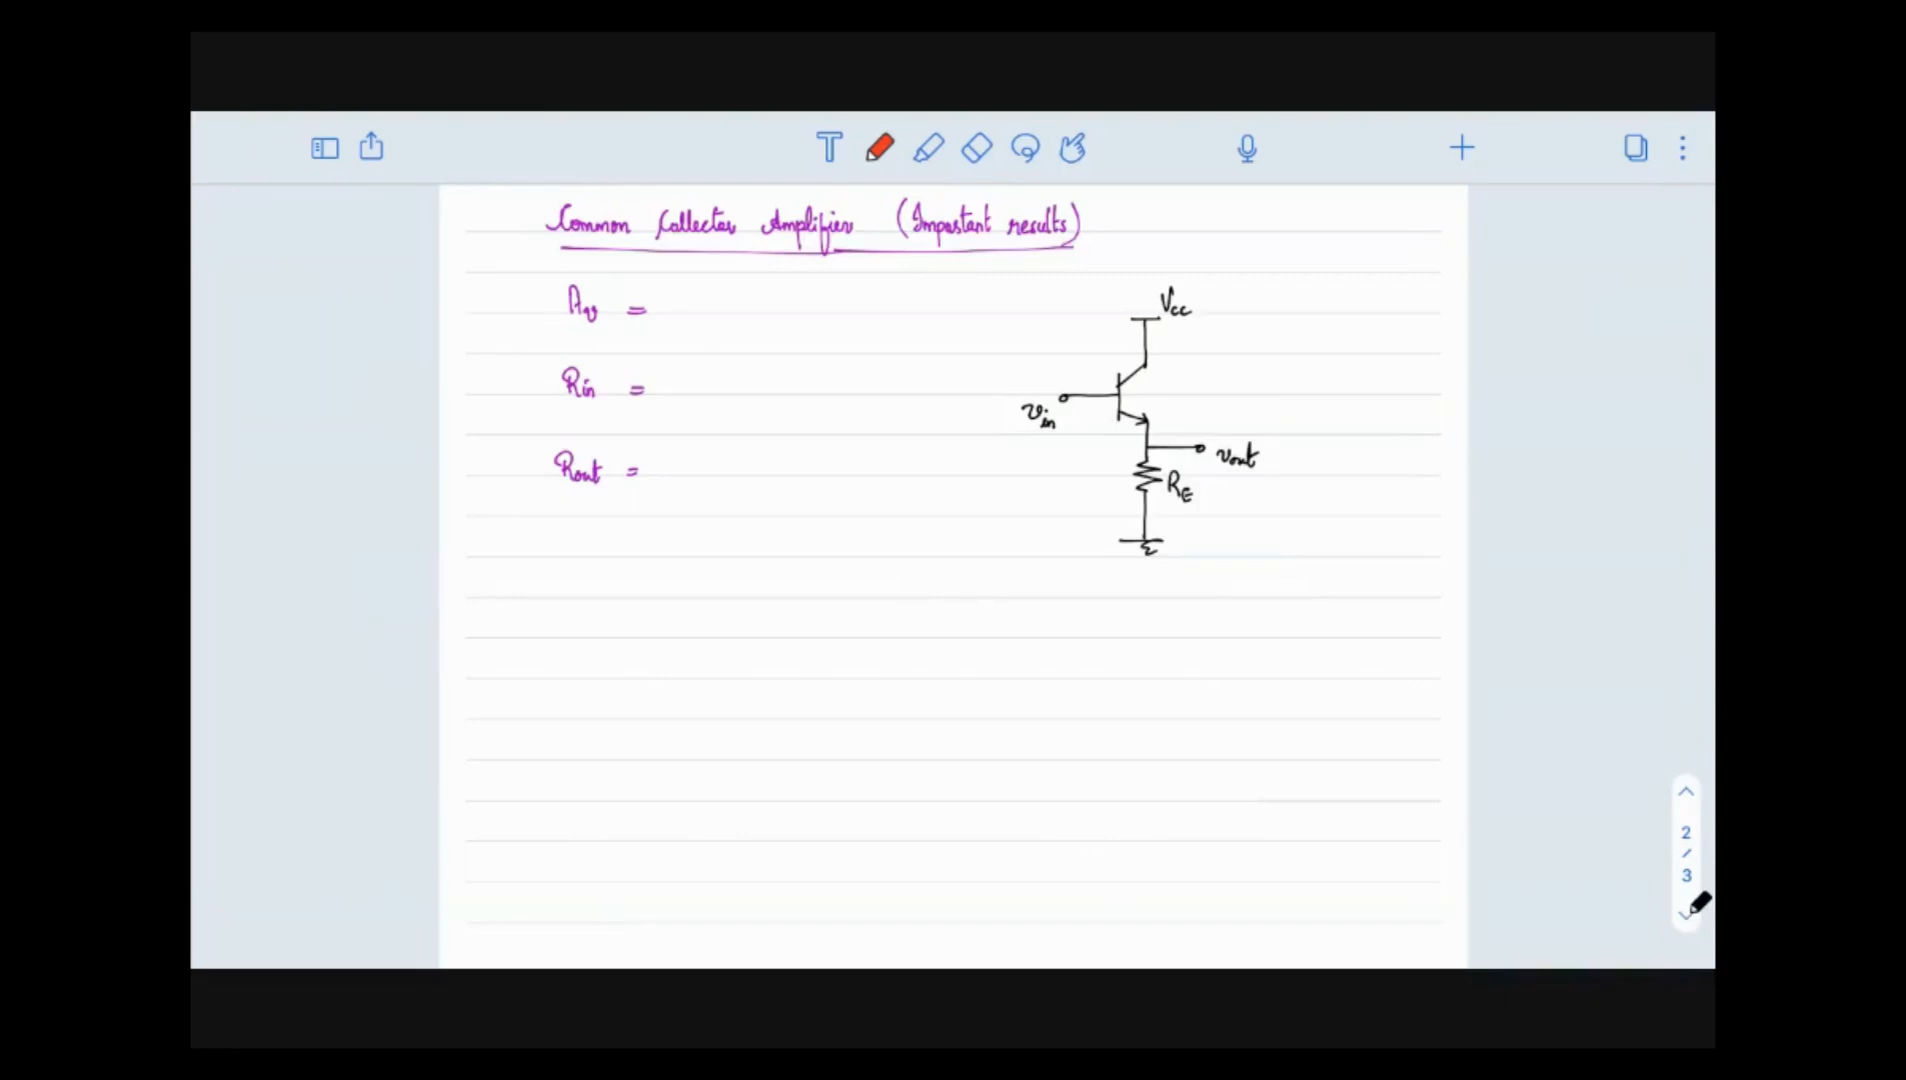 Common Collector Amplifier (Important results)
Av =
Rin =
Rout =
Vcc
vin
vout
RE
T
2
/
3